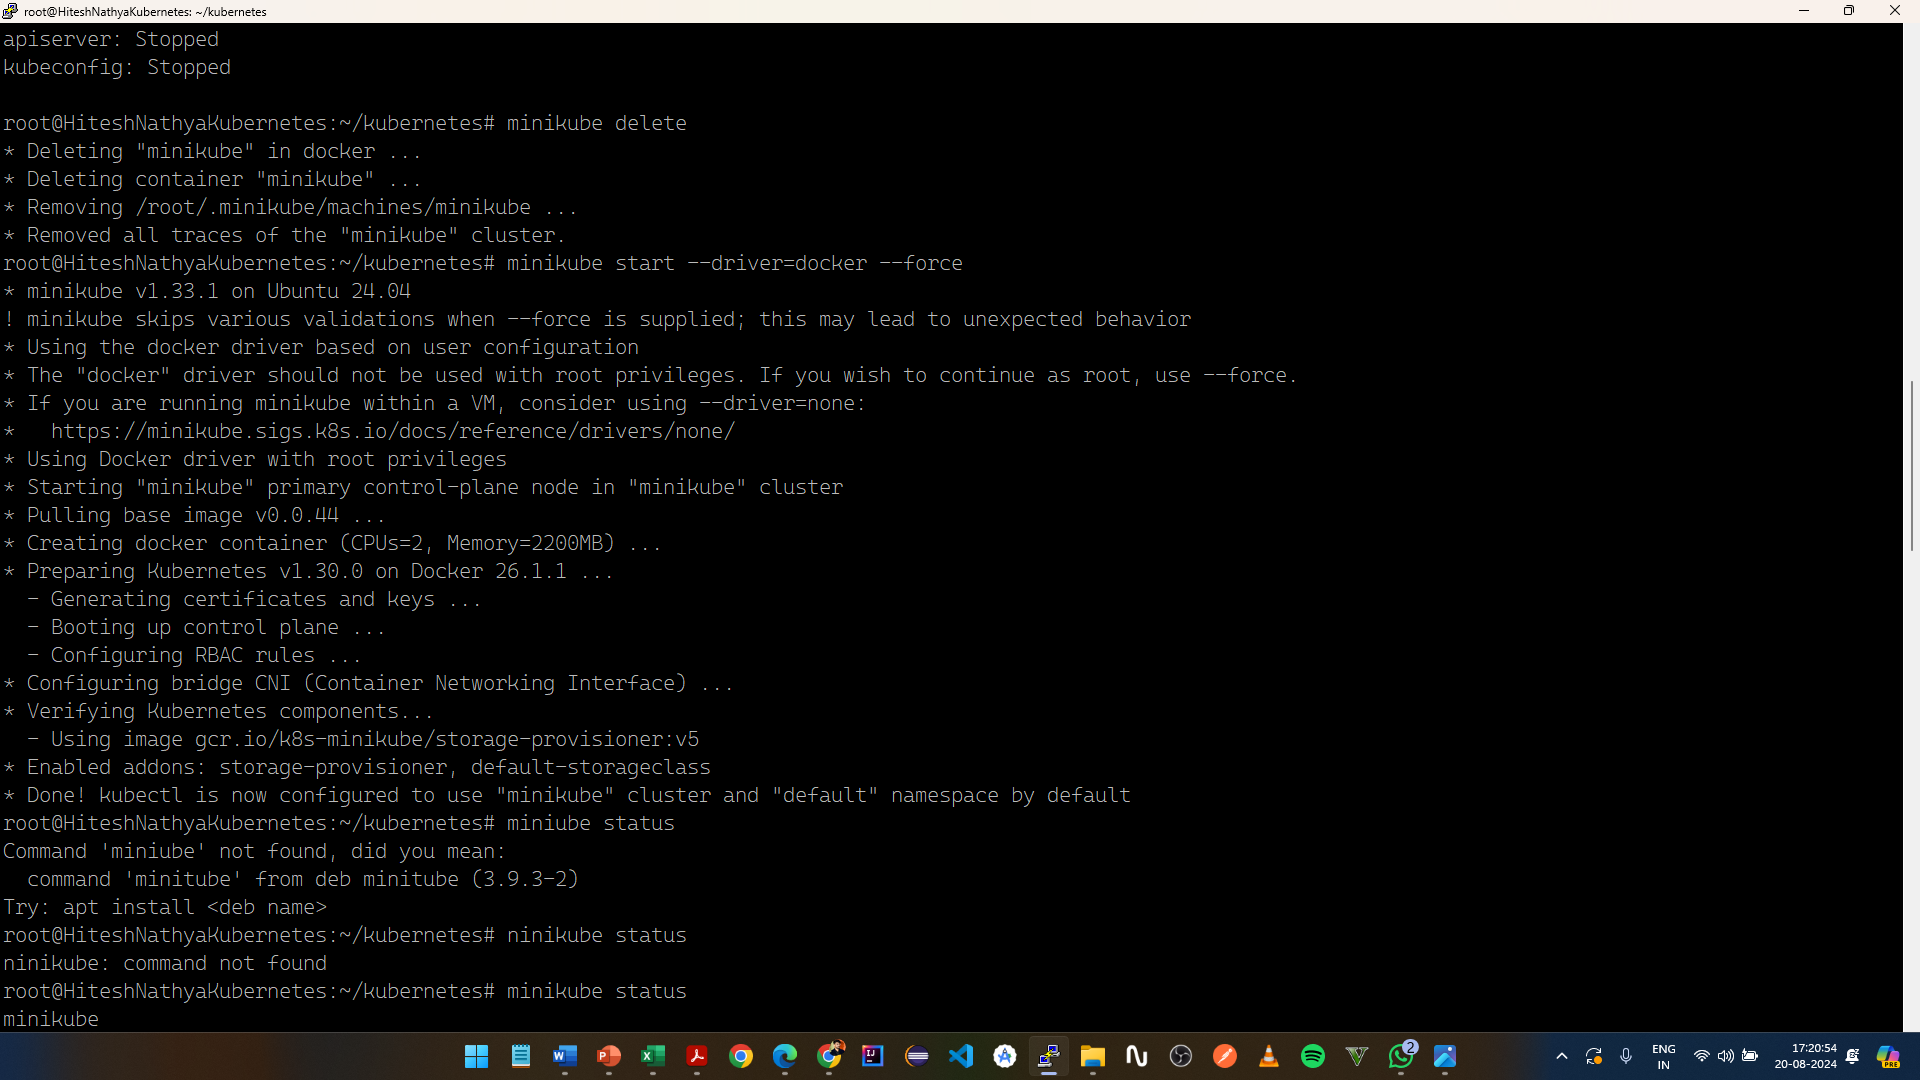 root@HiteshNathyaKubernetes: ~/kubernetes
apiserver: Stopped
kubeconfig: Stopped
root@HiteshNathyaKubernetes:~/kubernetes# minikube delete
* Deleting "minikube" in docker ...
* Deleting container "minikube" ...
* Removing /root/.minikube/machines/minikube ...
* Removed all traces of the "minikube" cluster.
root@HiteshNathyaKubernetes:~/kubernetes# minikube start --driver=docker --force
* minikube v1.33.1 on Ubuntu 24.04
! minikube skips various validations when --force is supplied; this may lead to unexpected behavior
* Using the docker driver based on user configuration
* The "docker" driver should not be used with root privileges. If you wish to continue as root, use --force.
* If you are running minikube within a VM, consider using --driver=none:
*   https://minikube.sigs.k8s.io/docs/reference/drivers/none/
* Using Docker driver with root privileges
* Starting "minikube" primary control-plane node in "minikube" cluster
* Pulling base image v0.0.44 ...
* Creating docker container (CPUs=2, Memory=2200MB) ...
* Preparing Kubernetes v1.30.0 on Docker 26.1.1 ...
  - Generating certificates and keys ...
  - Booting up control plane ...
  - Configuring RBAC rules ...
* Configuring bridge CNI (Container Networking Interface) ...
* Verifying Kubernetes components...
  - Using image gcr.io/k8s-minikube/storage-provisioner:v5
* Enabled addons: storage-provisioner, default-storageclass
* Done! kubectl is now configured to use "minikube" cluster and "default" namespace by default
root@HiteshNathyaKubernetes:~/kubernetes# miniube status
Command 'miniube' not found, did you mean:
  command 'minitube' from deb minitube (3.9.3-2)
Try: apt install <deb name>
root@HiteshNathyaKubernetes:~/kubernetes# ninikube status
ninikube: command not found
root@HiteshNathyaKubernetes:~/kubernetes# minikube status
minikube
2
ENG
IN
17:20:54
20-08-2024
PRE